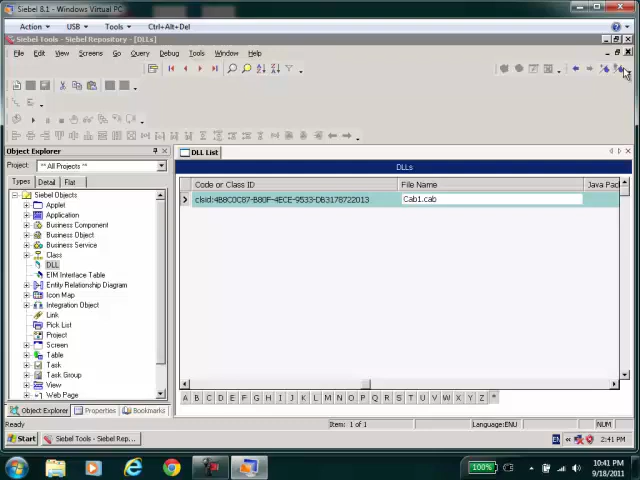 Siebel 8.1 - Windows Virtual PC
Action USB Tools Ctrl+Alt+Del
Siebel Tools - Siebel Repository - [DLLs]
File Edit View Screens Go Query Debug Tools Window Help
Object Explorer
Project: ** All Projects **
Types Detail Flat
Siebel Objects
Applet
Application
Business Component
Business Object
Business Service
Class
DLL
EIM Interface Table
Entity Relationship Diagram
Icon Map
Integration Object
Link
Pick List
Project
Screen
Table
Task
Task Group
View
Web Page
Object Explorer Properties Bookmarks
DLL List
DLLs
Code or Class ID File Name Java Pac
clsid:4B8C0C87-B80F-4ECE-9533-DB3178722013 Cab1.cab
A B C D E F G H I J K L M N O P Q R S T U V W X Y Z *
Ready Item: 1 of 1 Language:ENU NUM
Start Siebel Tools - Siebel Rep... EN 2:41 PM
100% 10:41 PM
9/18/2011